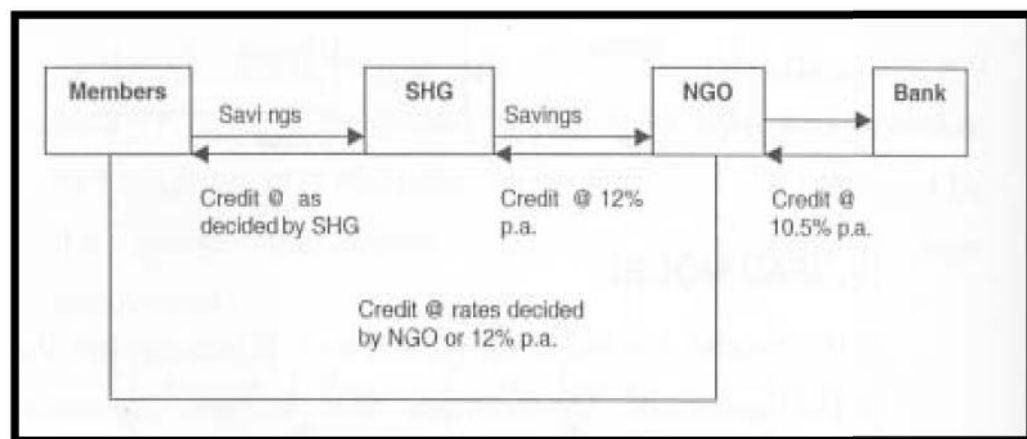 Members
SHG
NGO
Bank
Savi ngs
Savings
Credit @ as
decided by SHG
Credit @ 12%
p.a.
Credit @
10.5% p.a.
Credit @ rates decided
by NGO or 12% p.a.